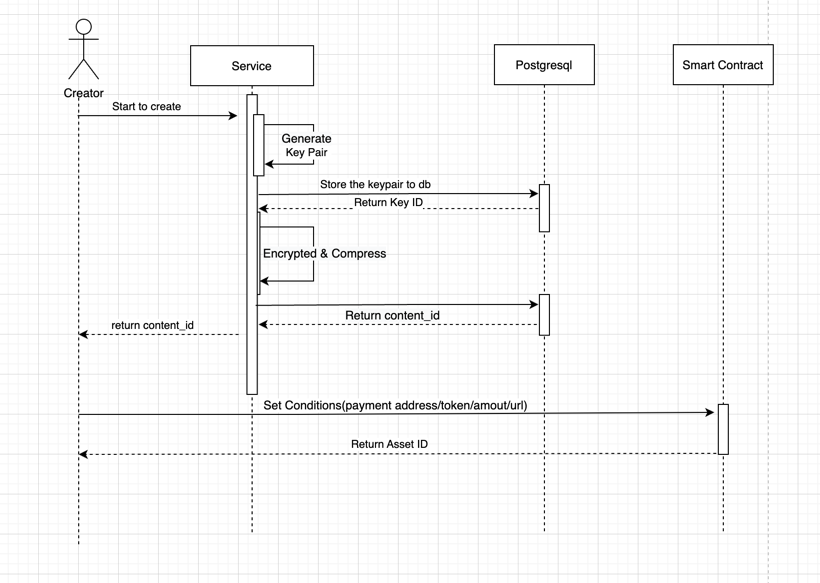 Creator
Service
Postgresql
Smart Contract
Start to create
Generate
Key Pair
Store the keypair to db
Return Key ID
Encrypted & Compress
Return content_id
return content_id
Set Conditions(payment address/token/amout/url)
Return Asset ID